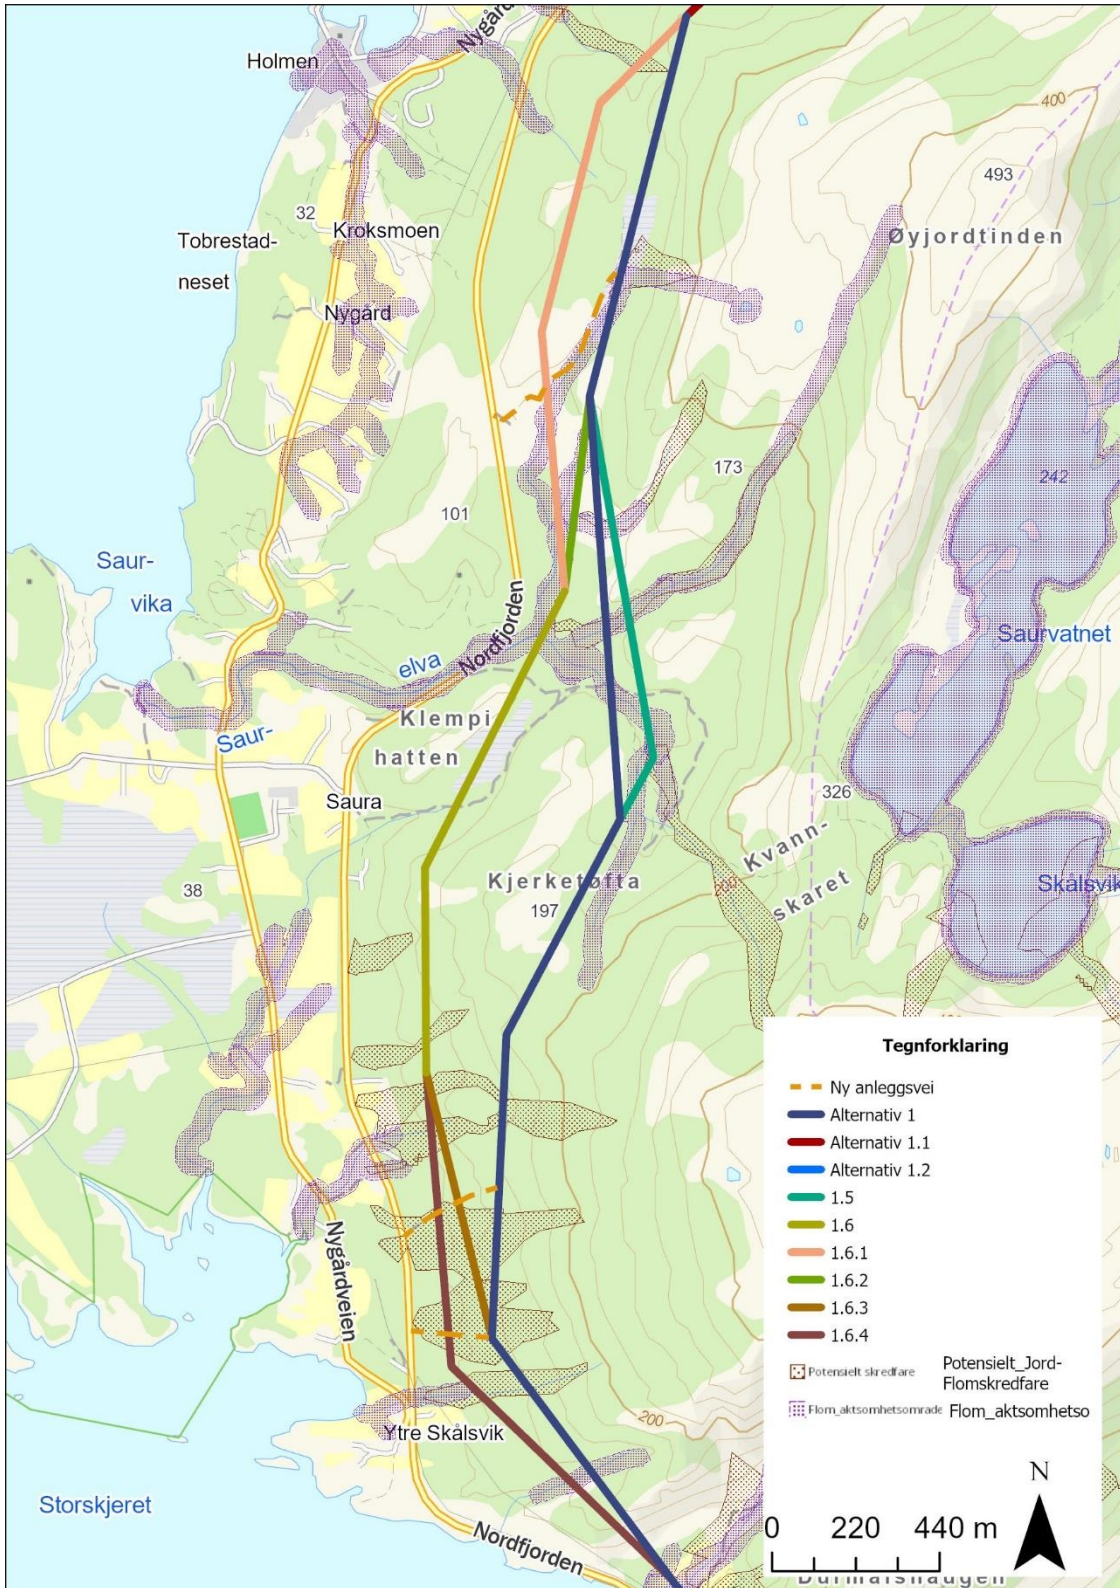 Nygård
Holmen
400
493
32
Kroksmoen
Øyjordtinden
Tobrestad-
neset
Nygård
173
242
101
Saur-
vika
Nordfjorden
elva
Saurvatnet
Klempi
hatten
Saur-
Saura
326
Kvann-
skaret
38
Kjerketøfta
200
197
Skålsvik
Nygårdveien
200
Ytre Skålsvik
Storskjeret
Nordfjorden
Tegnforklaring
Ny anleggsvei
Alternativ 1
Alternativ 1.1
Alternativ 1.2
1.5
1.6
1.6.1
1.6.2
1.6.3
1.6.4
Potensielt skredfare
Potensielt_Jord-
Flomskredfare
Flom_aktsomhetsområde
Flom_aktsomhetso
N
0 220 440 m